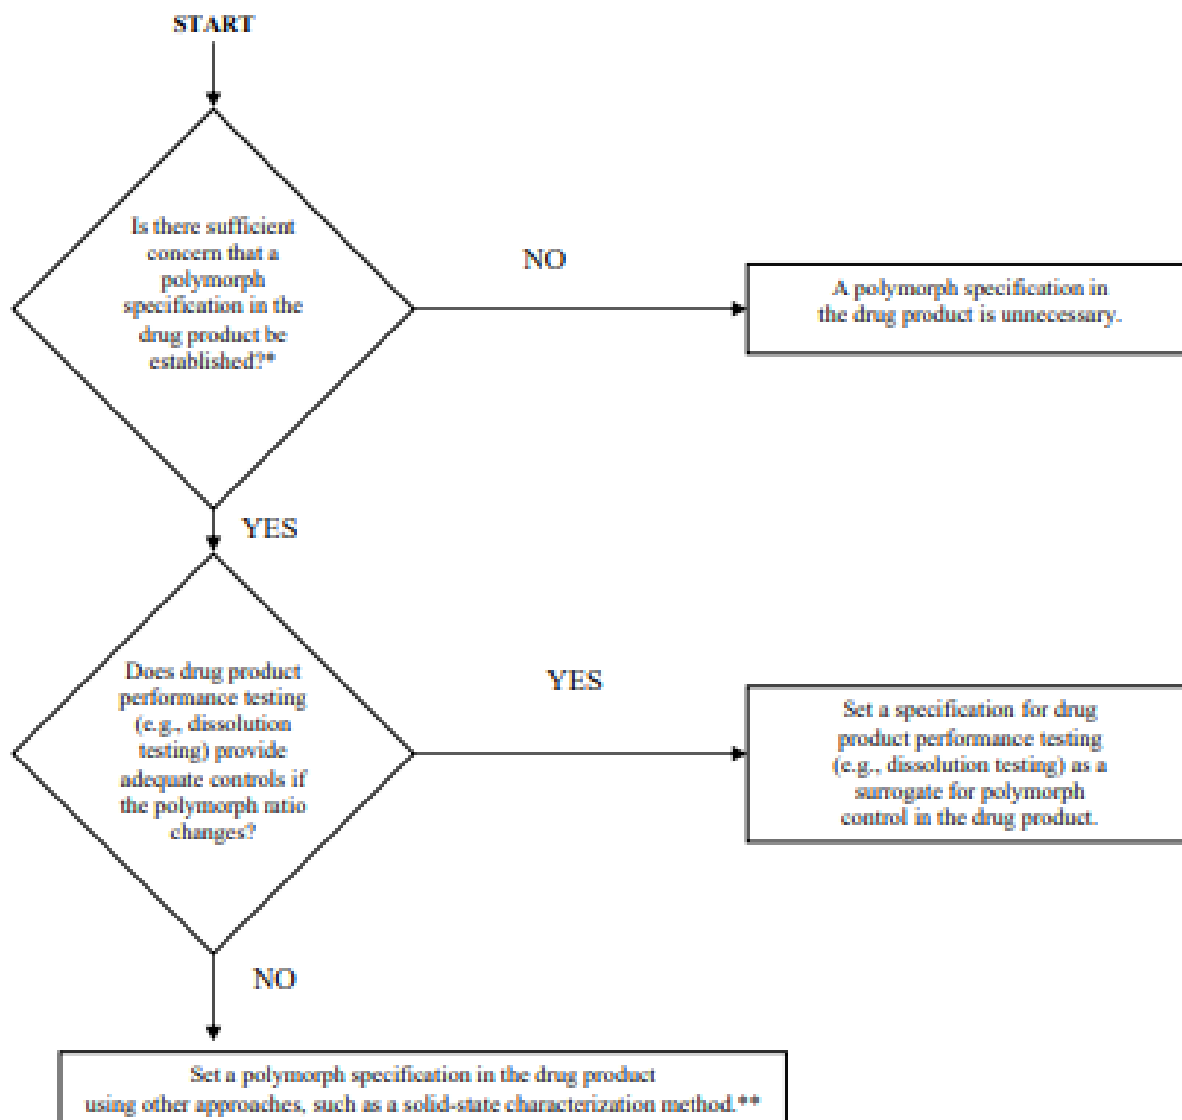 START
Is there sufficient
concern that a
polymorph
specification in the
drug product be
established?*
NO
A polymorph specification in
the drug product is unnecessary.
YES
Does drug product
performance testing
(e.g., dissolution
testing) provide
adequate controls if
the polymorph ratio
changes?
YES
Set a specification for drug
product performance testing
(e.g., dissolution testing) as a
surrogate for polymorph
control in the drug product.
NO
Set a polymorph specification in the drug product
using other approaches, such as a solid-state characterization method.**